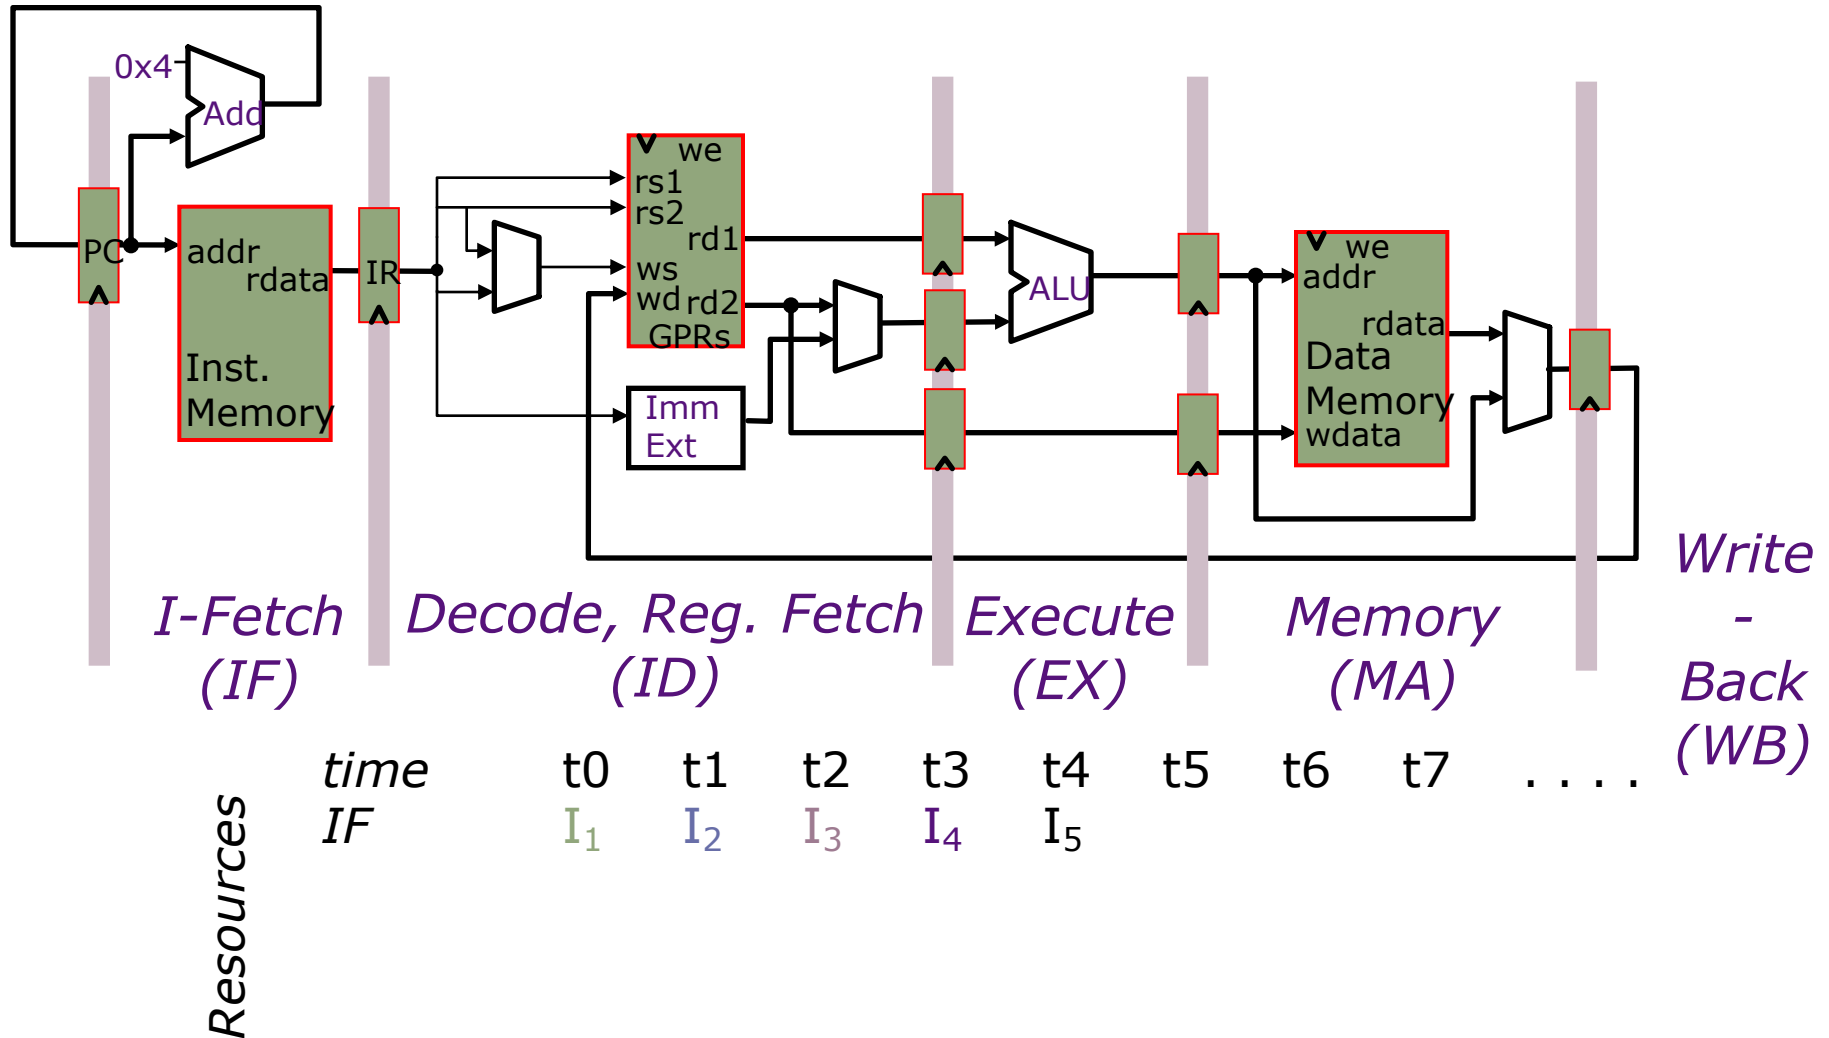 0x4
Add
PC
addr
rdata
Inst.
Memory
IR
we
rs1
rs2
rd1
ws
wd
rd2
GPRs
Imm
Ext
ALU
we
addr
rdata
Data
Memory
wdata
I-Fetch
(IF)
Decode, Reg. Fetch
(ID)
Execute
(EX)
Memory
(MA)
Write
-
Back
(WB)
time t0 t1 t2 t3 t4 t5 t6 t7 . . . .
IF I₁ I₂ I₃ I₄ I₅
Resources